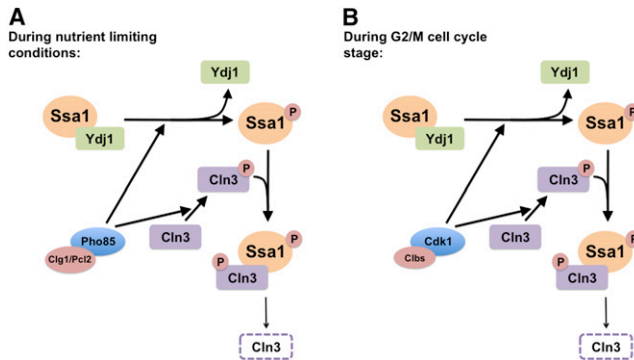 A
During nutrient limiting
conditions:
Ydj1
Ssa1
Ydj1
Ssa1
P
Cln3
P
Pho85
Clg1/Pcl2
Cln3
Ssa1
P
P
Cln3
Cln3
B
During G2/M cell cycle
stage:
Ydj1
Ssa1
Ydj1
Ssa1
P
Cln3
P
Cdk1
Clbs
Cln3
Ssa1
P
P
Cln3
Cln3